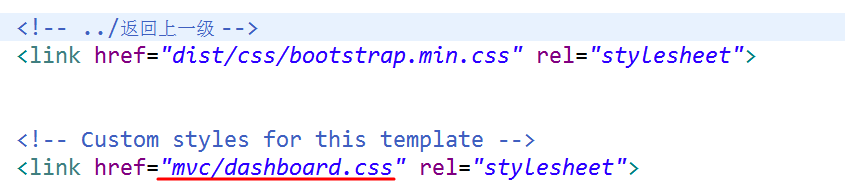 <!-- ../返回上一级 -->
<link href="dist/css/bootstrap.min.css" rel="stylesheet">
<!-- Custom styles for this template -->
<link href="mvc/dashboard.css" rel="stylesheet">